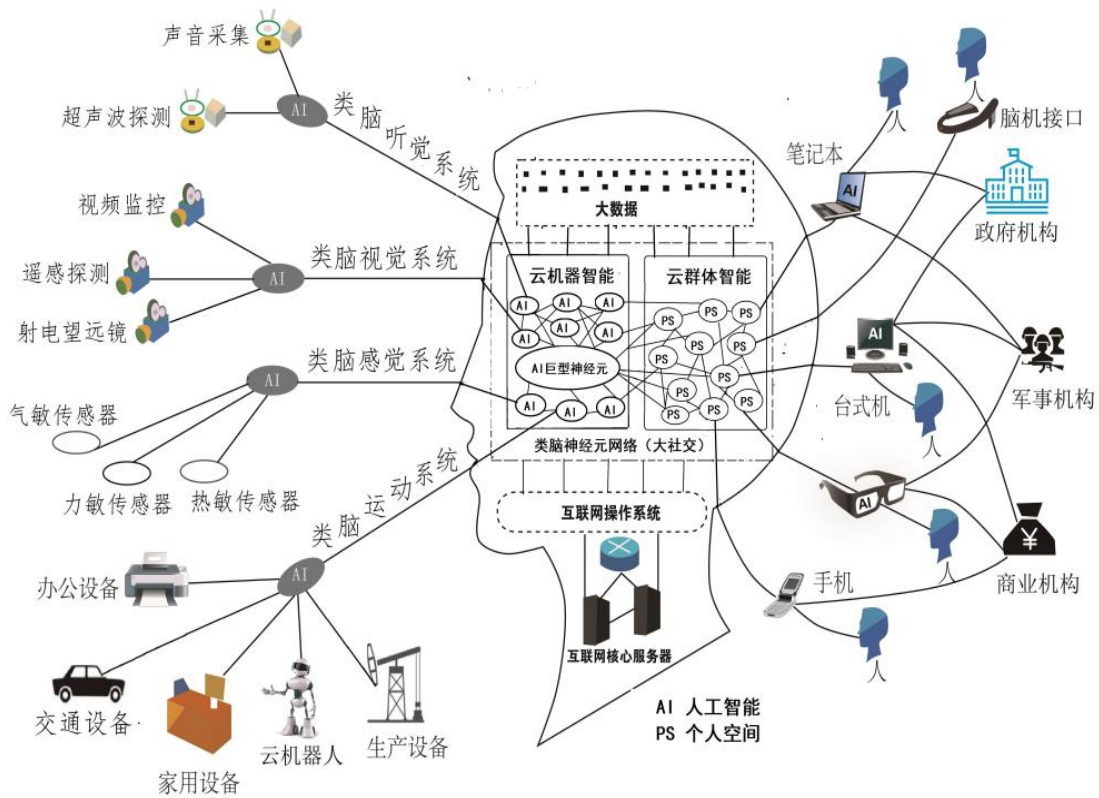 声音采集
超声波探测
AI
类脑听觉系统
视频监控
遥感探测
射电望远镜
AI
类脑视觉系统
AI
类脑感觉系统
气敏传感器
力敏传感器
热敏传感器
类脑运动系统
AI
办公设备
交通设备
家用设备
云机器人
生产设备
大数据
云机器智能
AI
AI
AI
AI
AI
AI
AI巨型神经元
AI
AI
AI
云群体智能
PS
PS
PS
PS
PS
PS
PS
PS
PS
PS
PS
类脑神经元网络（大社交）
互联网操作系统
互联网核心服务器
AI 人工智能
PS 个人空间
人
人
脑机接口
笔记本
AI
政府机构
AI
台式机
人
军事机构
AI
人
¥
商业机构
手机
人